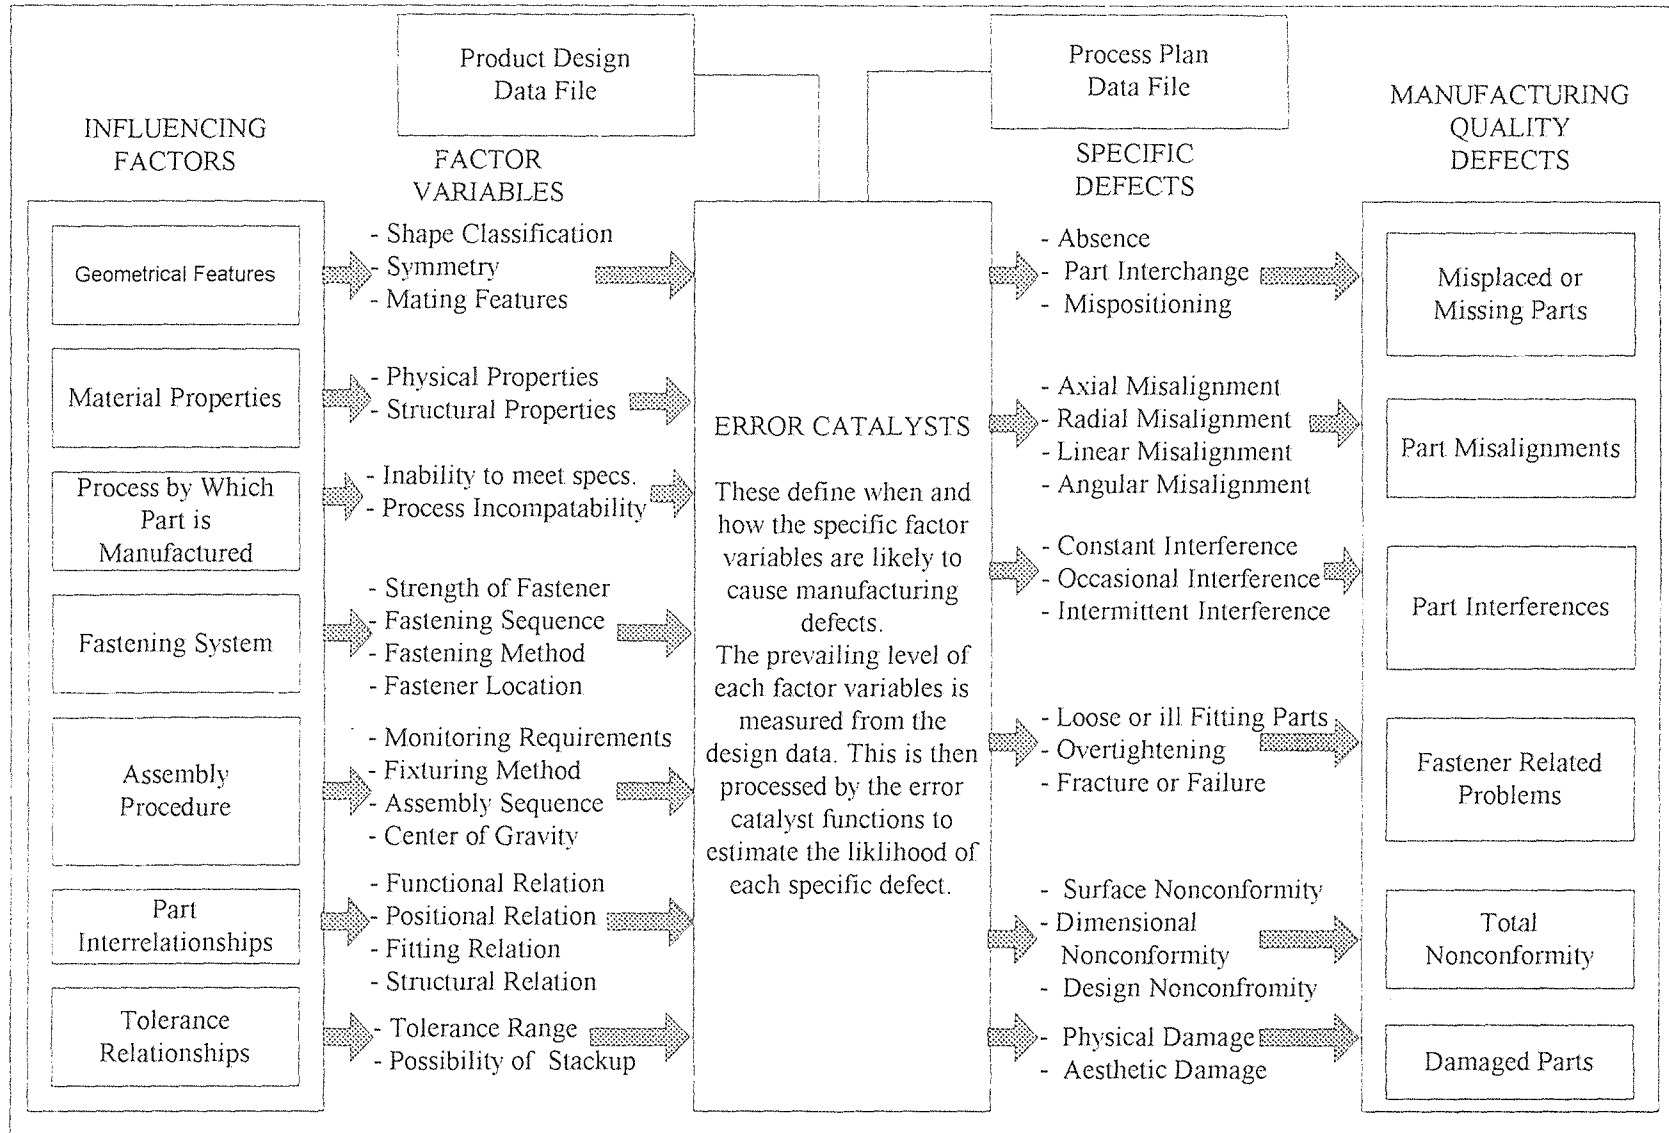 Product Design
Data File
Process Plan
Data File
INFLUENCING
FACTORS
FACTOR
VARIABLES
SPECIFIC
DEFECTS
MANUFACTURING
QUALITY
DEFECTS
Geometrical Features
Material Properties
Process by Which
Part is
Manufactured
Fastening System
Assembly
Procedure
Part
Interrelationships
Tolerance
Relationships
- Shape Classification
- Symmetry
- Mating Features
- Physical Properties
- Structural Properties
- Inability to meet specs.
- Process Incompatability
- Strength of Fastener
- Fastening Sequence
- Fastening Method
- Fastener Location
- Monitoring Requirements
- Fixturing Method
- Assembly Sequence
- Center of Gravity
- Functional Relation
- Positional Relation
- Fitting Relation
- Structural Relation
- Tolerance Range
- Possibility of Stackup
ERROR CATALYSTS
These define when and
how the specific factor
variables are likely to
cause manufacturing
defects.
The prevailing level of
each factor variables is
measured from the
design data. This is then
processed by the error
catalyst functions to
estimate the liklihood of
each specific defect.
- Absence
- Part Interchange
- Mispositioning
- Axial Misalignment
- Radial Misalignment
- Linear Misalignment
- Angular Misalignment
- Constant Interference
- Occasional Interference
- Intermittent Interference
- Loose or ill Fitting Parts
- Overtightening
- Fracture or Failure
- Surface Nonconformity
- Dimensional
Nonconformity
- Design Nonconfromity
- Physical Damage
- Aesthetic Damage
Misplaced or
Missing Parts
Part Misalignments
Part Interferences
Fastener Related
Problems
Total
Nonconformity
Damaged Parts